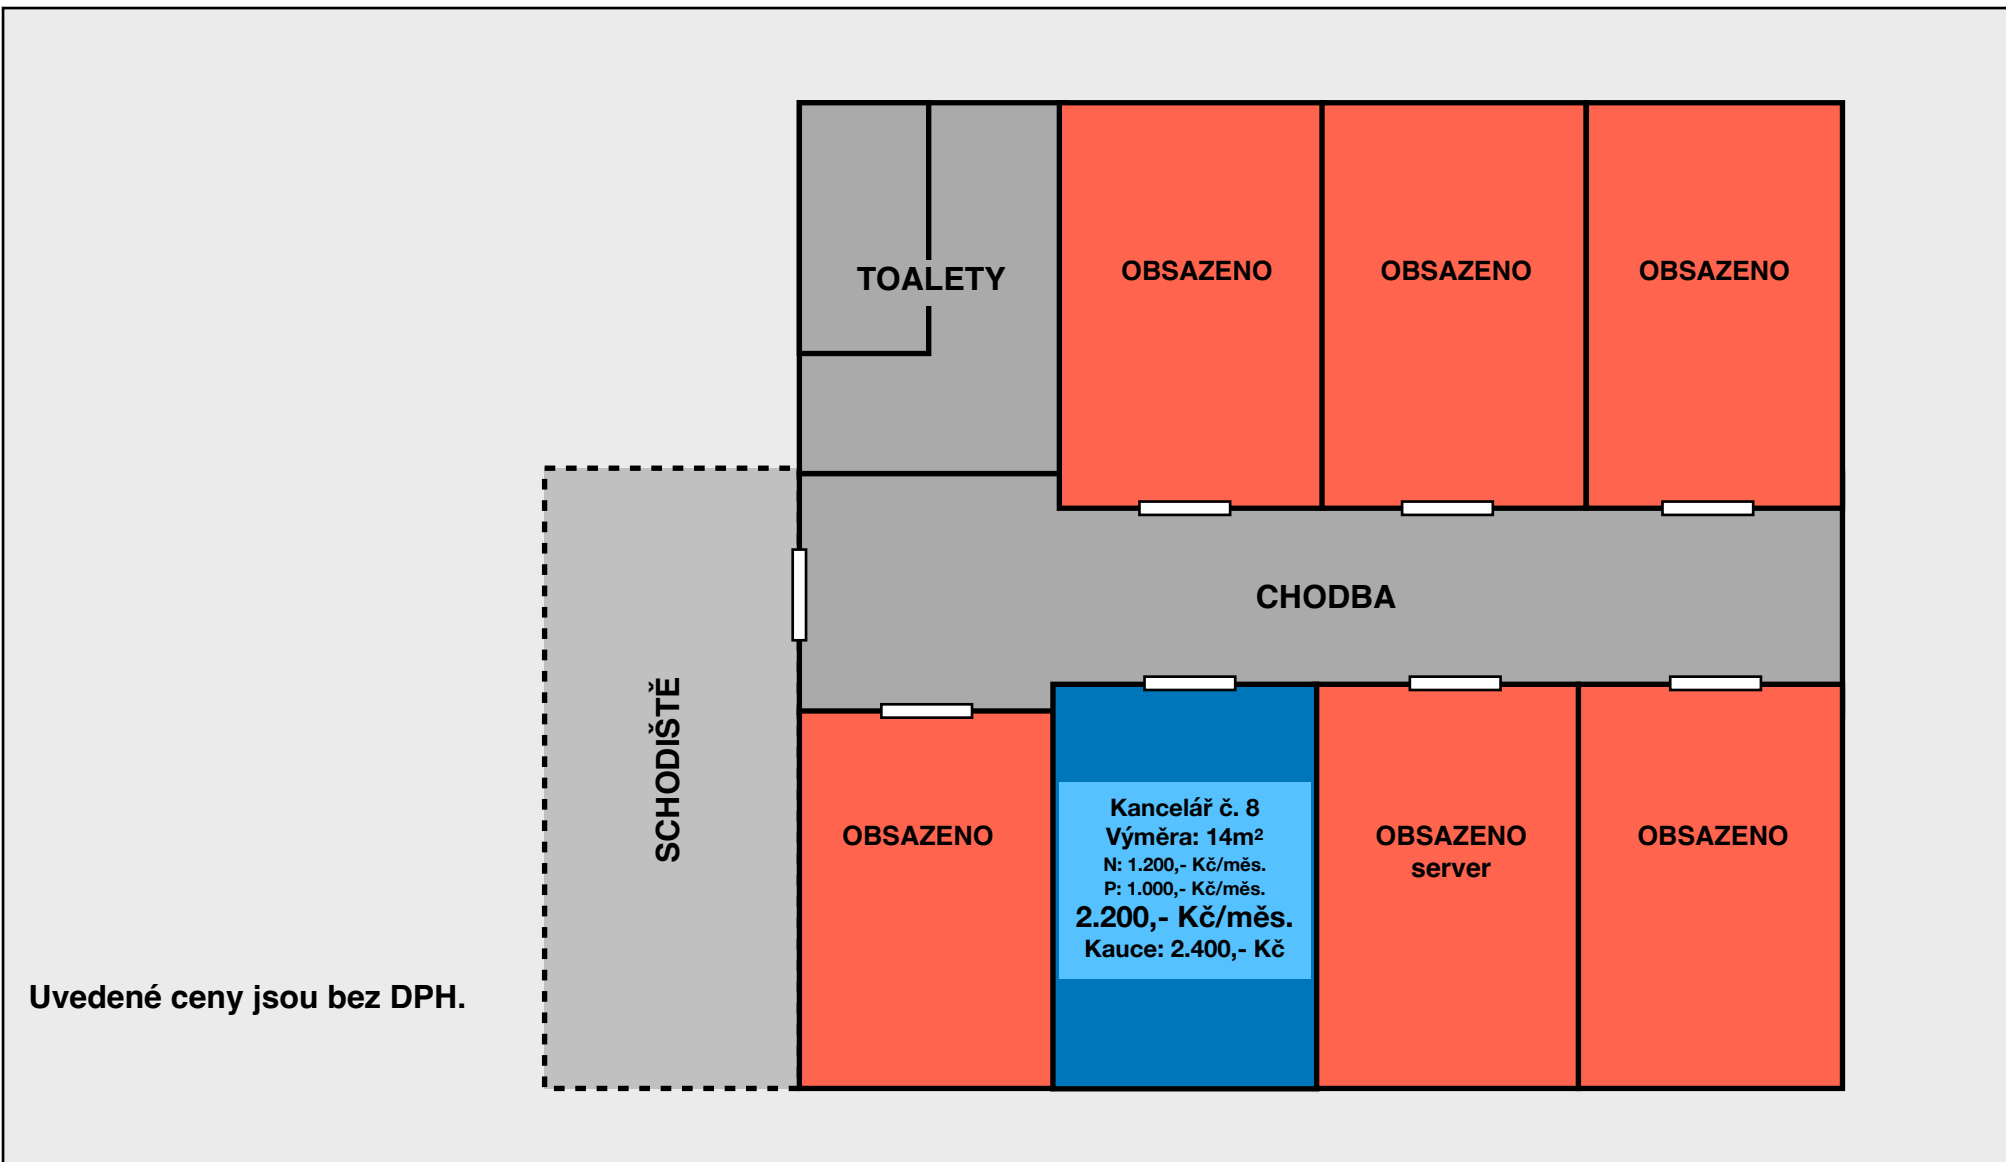 TOALETY
OBSAZENO
OBSAZENO
OBSAZENO
CHODBA
SCHODIŠTĚ
OBSAZENO
Kancelář č. 8
Výměra: 14m²
N: 1.200,- Kč/měs.
P: 1.000,- Kč/měs.
2.200,- Kč/měs.
Kauce: 2.400,- Kč
OBSAZENO
server
OBSAZENO
Uvedené ceny jsou bez DPH.